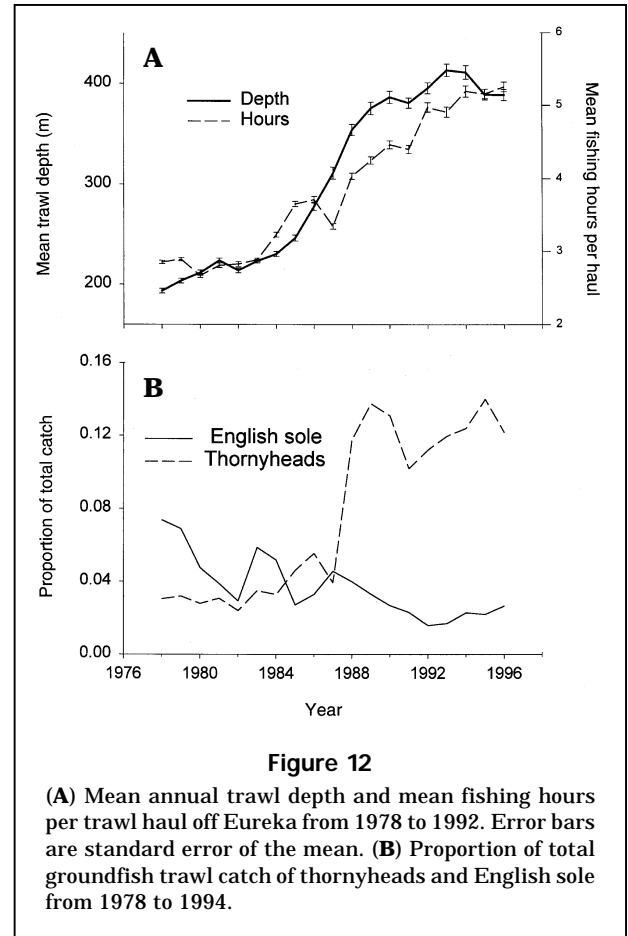 A
Depth
Hours
400
300
200
Mean trawl depth (m)
6
5
4
3
2
Mean fishing hours per haul
B
English sole
Thornyheads
0.16
0.12
0.08
0.04
0.00
Proportion of total catch
1976 1980 1984 1988 1992 1996
Year
Figure 12
(A) Mean annual trawl depth and mean fishing hours
per trawl haul off Eureka from 1978 to 1992. Error bars
are standard error of the mean. (B) Proportion of total
groundfish trawl catch of thornyheads and English sole
from 1978 to 1994.